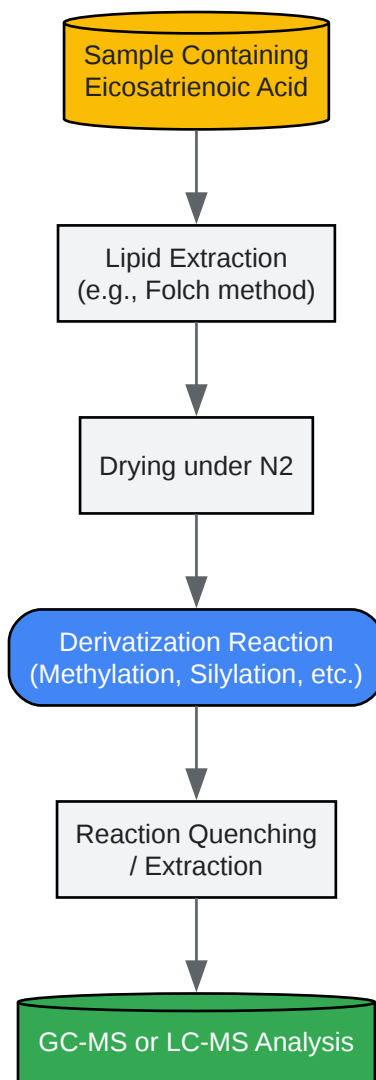 Sample Containing
Eicosatrienoic Acid
Lipid Extraction
(e.g., Folch method)
Drying under N2
Derivatization Reaction
(Methylation, Silylation, etc.)
Reaction Quenching
/ Extraction
GC-MS or LC-MS Analysis